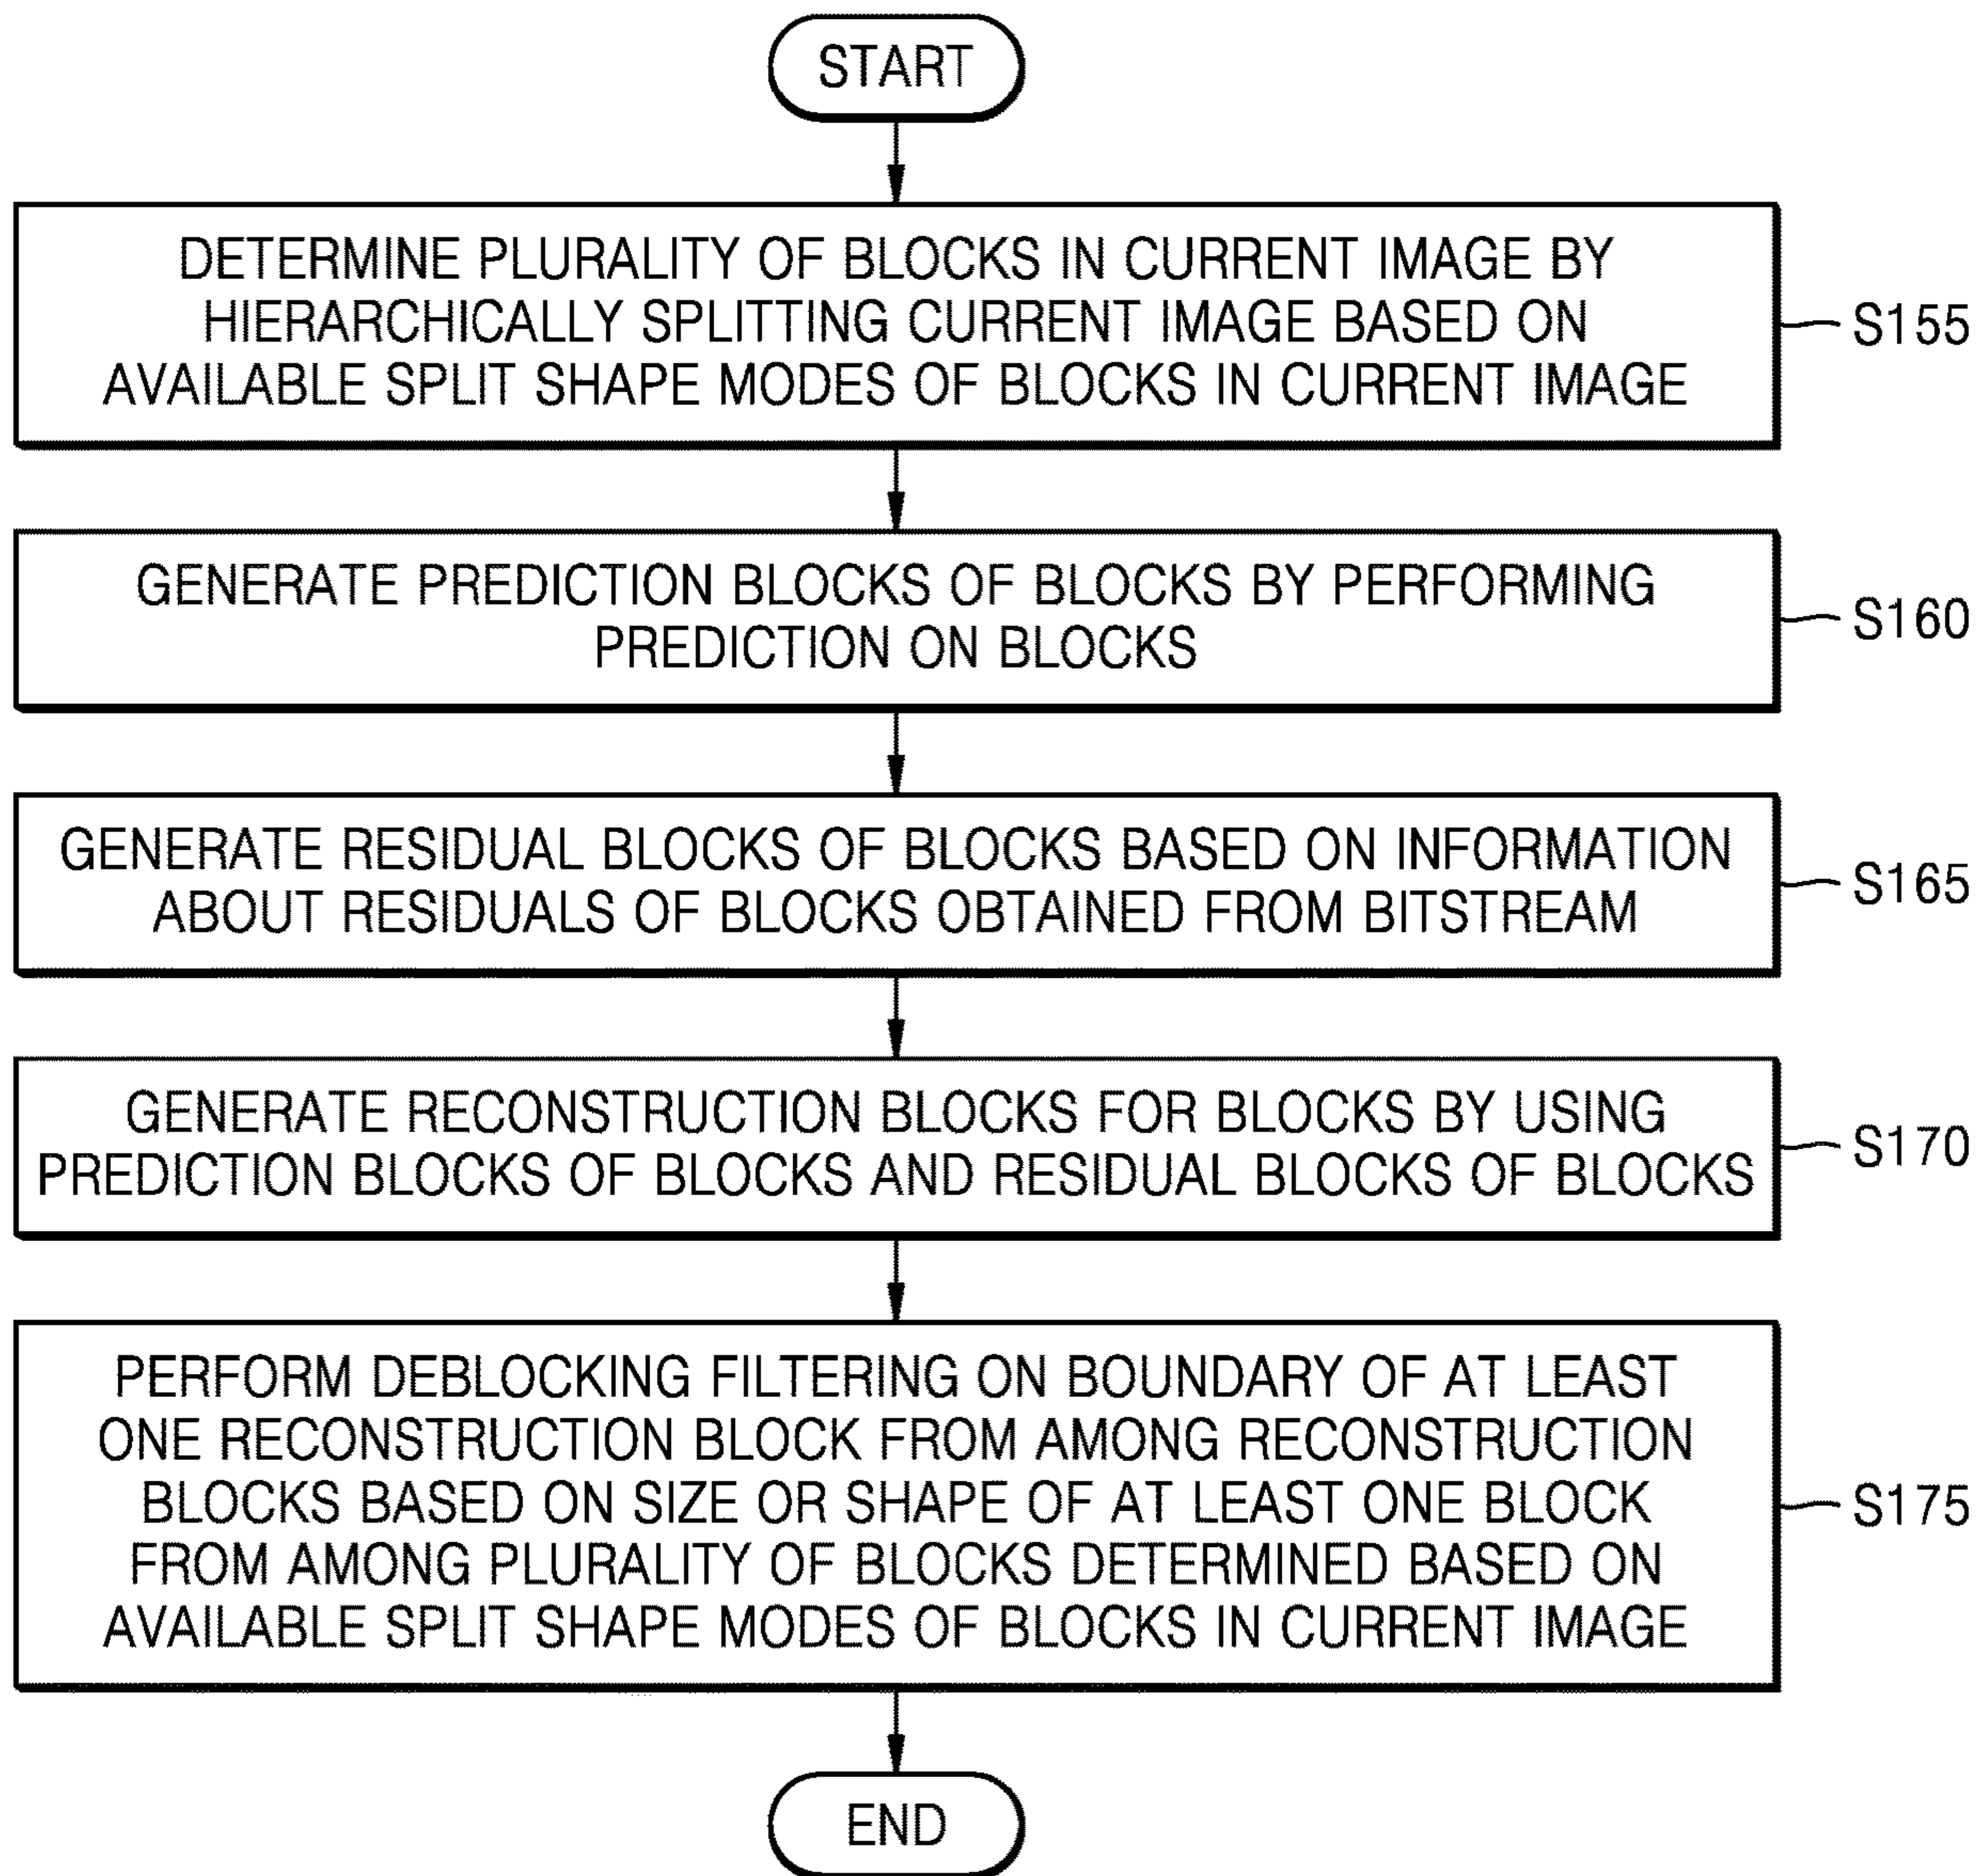 START
DETERMINE PLURALITY OF BLOCKS IN CURRENT IMAGE BY
HIERARCHICALLY SPLITTING CURRENT IMAGE BASED ON
AVAILABLE SPLIT SHAPE MODES OF BLOCKS IN CURRENT IMAGE
S155
GENERATE PREDICTION BLOCKS OF BLOCKS BY PERFORMING
PREDICTION ON BLOCKS
S160
GENERATE RESIDUAL BLOCKS OF BLOCKS BASED ON INFORMATION
ABOUT RESIDUALS OF BLOCKS OBTAINED FROM BITSTREAM
S165
GENERATE RECONSTRUCTION BLOCKS FOR BLOCKS BY USING
PREDICTION BLOCKS OF BLOCKS AND RESIDUAL BLOCKS OF BLOCKS
S170
PERFORM DEBLOCKING FILTERING ON BOUNDARY OF AT LEAST
ONE RECONSTRUCTION BLOCK FROM AMONG RECONSTRUCTION
BLOCKS BASED ON SIZE OR SHAPE OF AT LEAST ONE BLOCK
FROM AMONG PLURALITY OF BLOCKS DETERMINED BASED ON
AVAILABLE SPLIT SHAPE MODES OF BLOCKS IN CURRENT IMAGE
S175
END